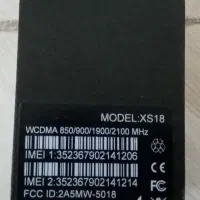 MODEL:XS18
WCDMA 850/900/1900/2100 MHz
IMEI 1:352367902141206
IMEI 2:352367902141214
FCC ID:2A5MW-5018